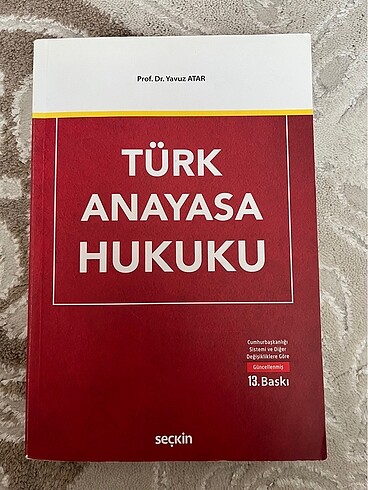 Prof. Dr. Yavuz ATAR
TÜRK
ANAYASA
HUKUKU
Cumhurbaşkanlığı
Sistemi ve Diğer
Değişikliklere Göre
Güncellenmiş
13. Baskı
seçkin